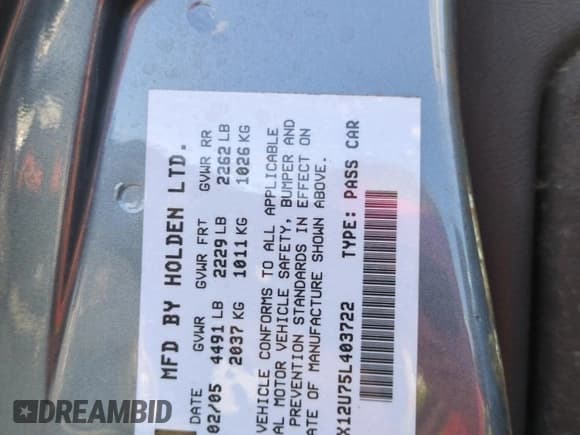 MFD BY HOLDEN LTD.
DATE GVWR GVWR FRT GVWR RR
02/05 4491 LB 2229 LB 2262 LB
2037 KG 1011 KG 1026 KG
VEHICLE CONFORMS TO ALL APPLICABLE
MOTOR VEHICLE SAFETY, BUMPER AND
PREVENTION STANDARDS IN EFFECT ON
OF MANUFACTURE SHOWN ABOVE.
X12U75L403722 TYPE: PASS CAR
DREAMBID